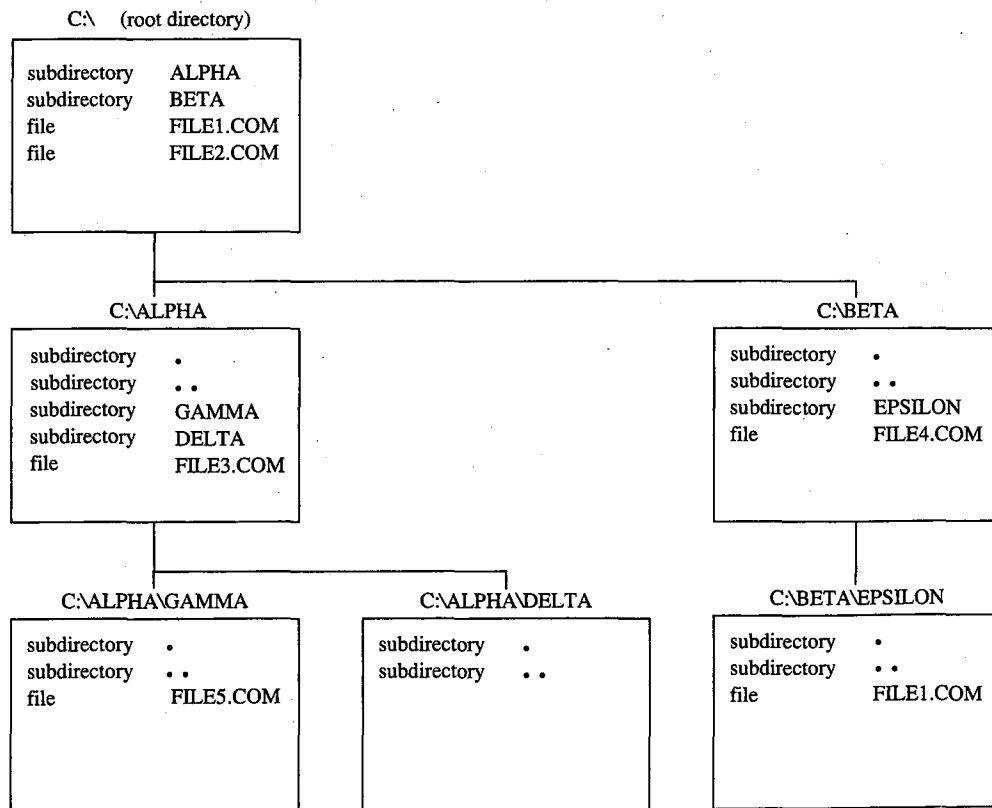 C:\ (root directory)
subdirectory ALPHA
subdirectory BETA
file FILE1.COM
file FILE2.COM
C:\ALPHA
subdirectory .
subdirectory ..
subdirectory GAMMA
subdirectory DELTA
file FILE3.COM
C:\BETA
subdirectory .
subdirectory ..
subdirectory EPSILON
file FILE4.COM
C:\ALPHA\GAMMA
subdirectory .
subdirectory ..
file FILE5.COM
C:\ALPHA\DELTA
subdirectory .
subdirectory ..
C:\BETA\EPSILON
subdirectory .
subdirectory ..
file FILE1.COM